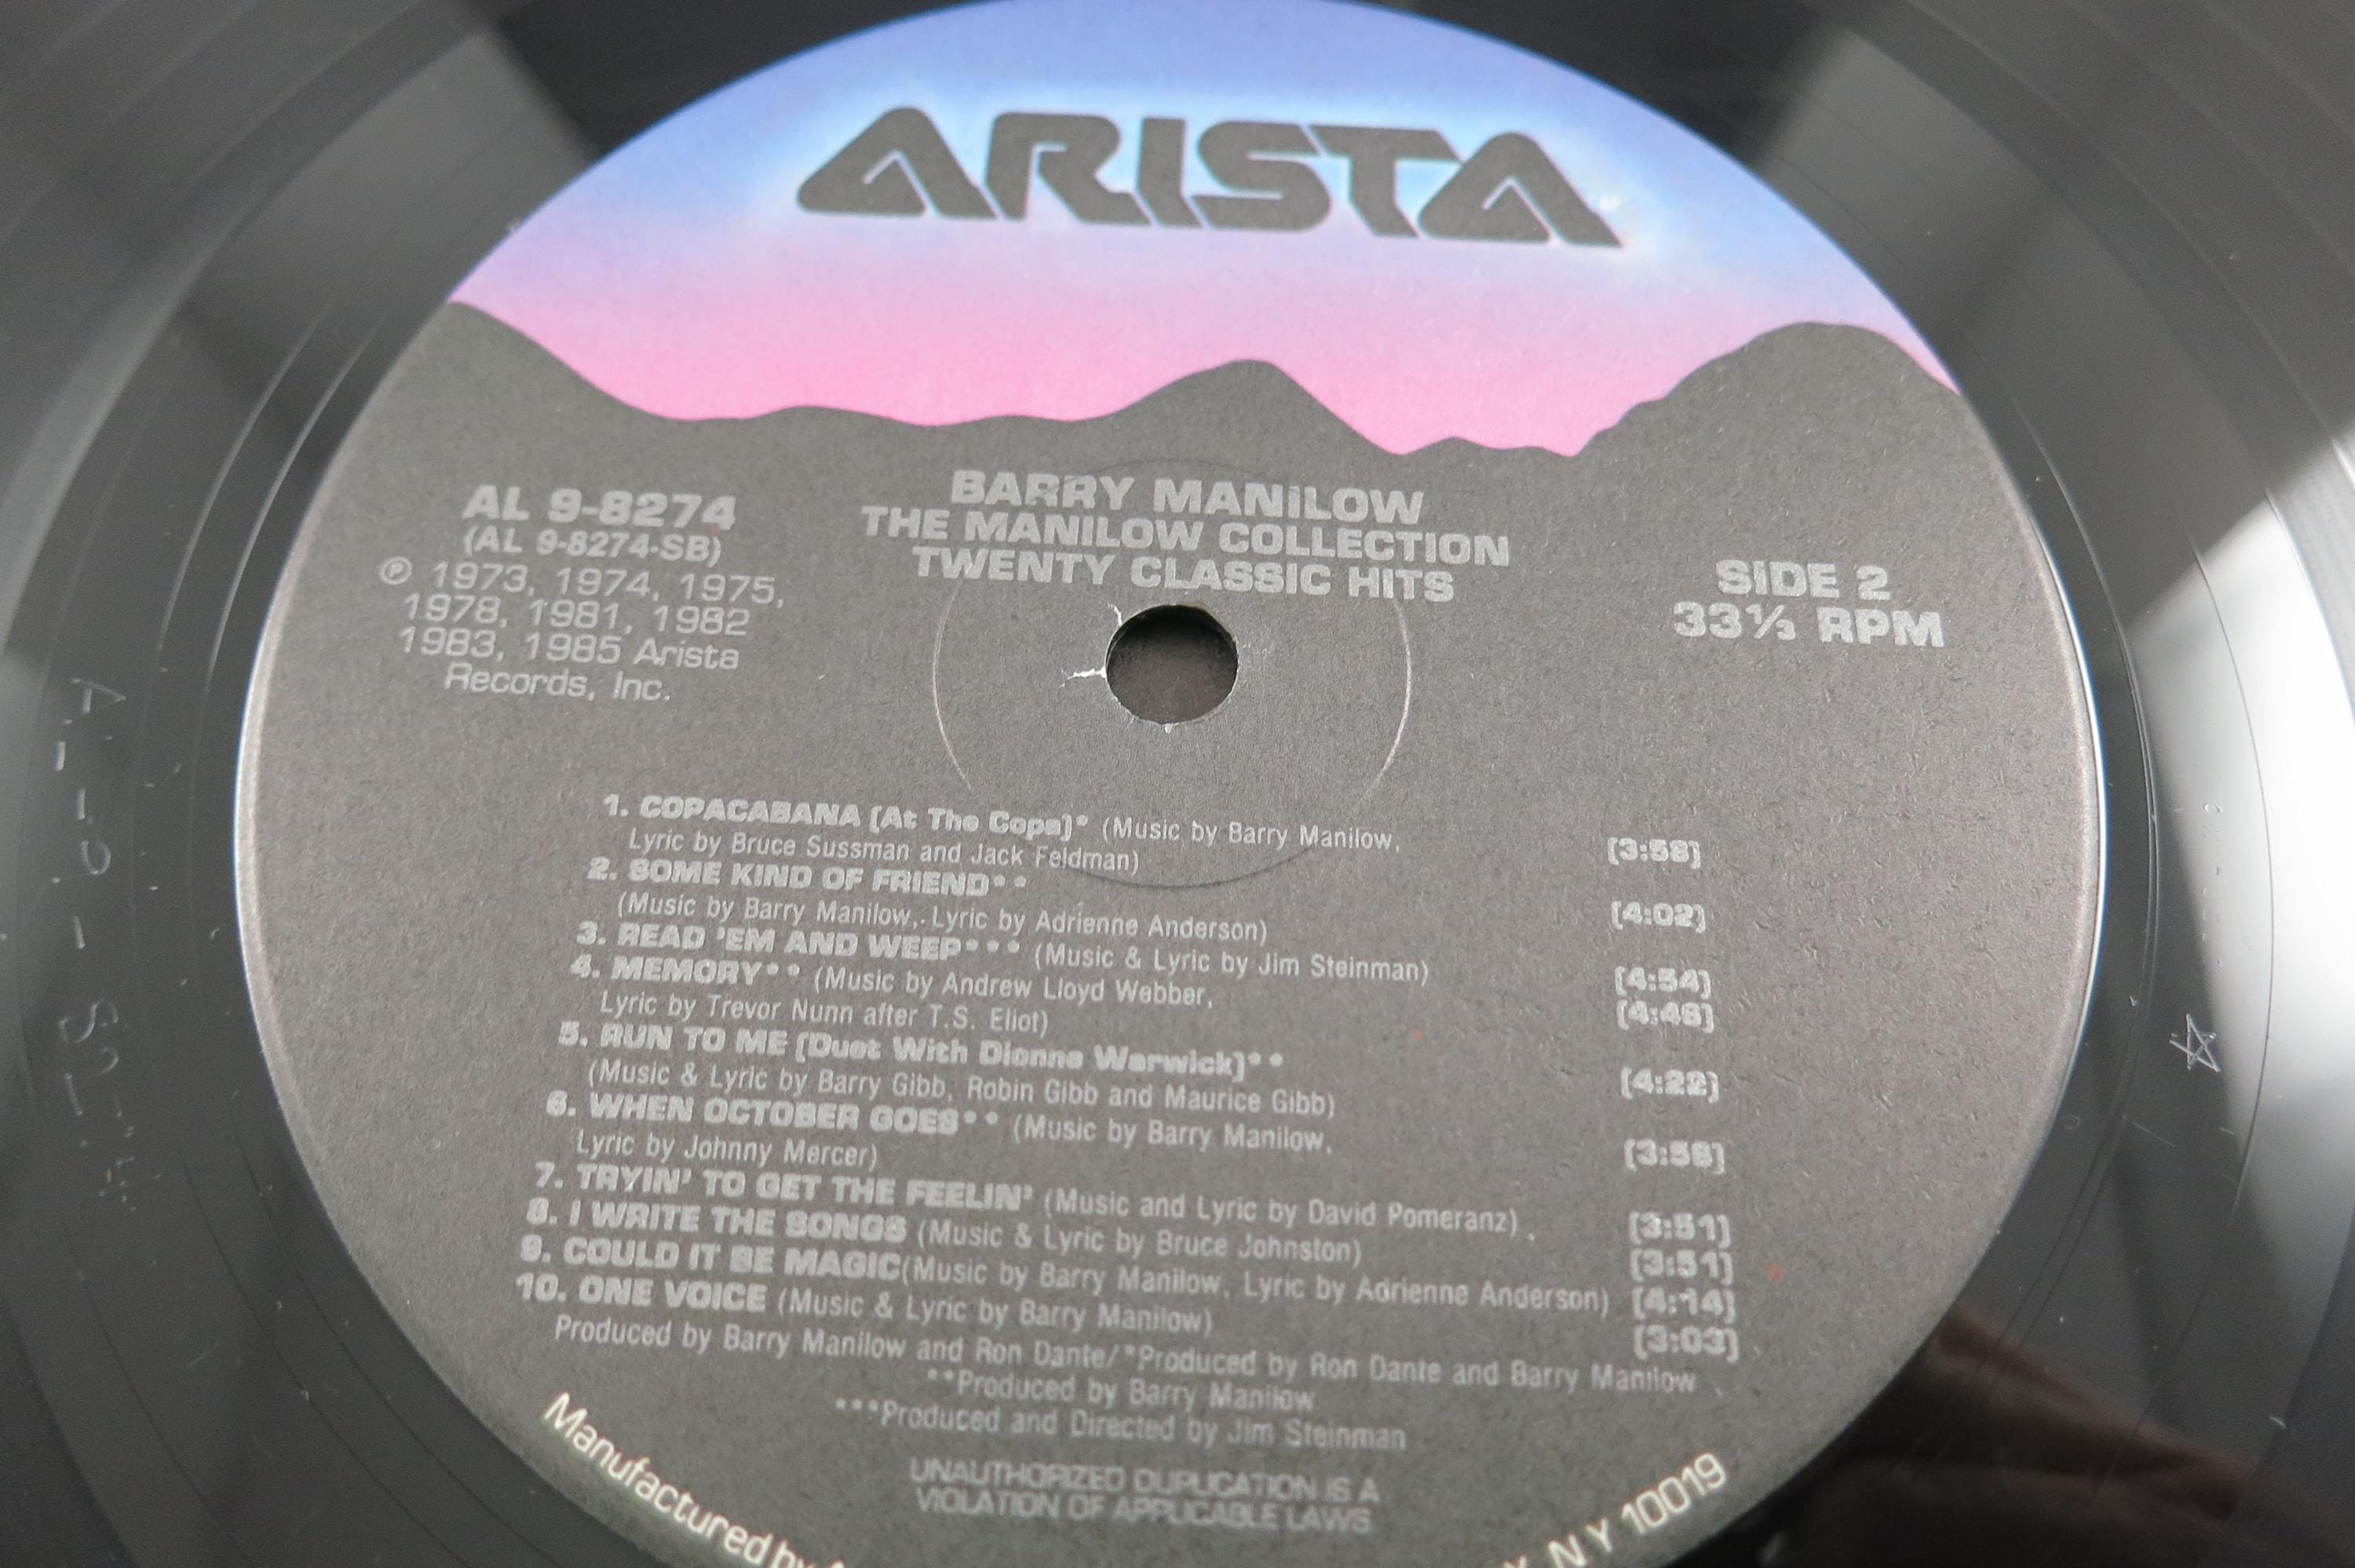 ARISTA
BARRY MANILOW
THE MANILOW COLLECTION
TWENTY CLASSIC HITS
AL 9-8274
(AL 9-8274-SB)
℗ 1973, 1974, 1975,
1978, 1981, 1982
1983, 1985 Arista
Records, Inc.
SIDE 2
33⅓ RPM
1. COPACABANA (At The Copa)* (Music by Barry Manilow,
Lyric by Bruce Sussman and Jack Feldman) [3:58]
2. SOME KIND OF FRIEND**
(Music by Barry Manilow, Lyric by Adrienne Anderson) [4:02]
3. READ 'EM AND WEEP*** (Music & Lyric by Jim Steinman) [4:54]
4. MEMORY** (Music by Andrew Lloyd Webber, [4:48]
Lyric by Trevor Nunn after T.S. Eliot)
5. RUN TO ME (Duet With Dionne Warwick)**
(Music & Lyric by Barry Gibb, Robin Gibb and Maurice Gibb) [4:22]
6. WHEN OCTOBER GOES** (Music by Barry Manilow,
Lyric by Johnny Mercer)
7. TRYIN' TO GET THE FEELIN' (Music and Lyric by David Pomeranz) [3:51]
8. I WRITE THE SONGS (Music & Lyric by Bruce Johnston) [3:51]
9. COULD IT BE MAGIC(Music by Barry Manilow, Lyric by Adrienne Anderson) [4:14]
10. ONE VOICE (Music & Lyric by Barry Manilow) [3:03]
Produced by Barry Manilow and Ron Dante/*Produced by Ron Dante and Barry Manilow
**Produced by Barry Manilow
***Produced and Directed by Jim Steinman
UNAUTHORIZED DUPLICATION IS A
VIOLATION OF APPLICABLE LAWS.
Manufactured by
N Y 10019